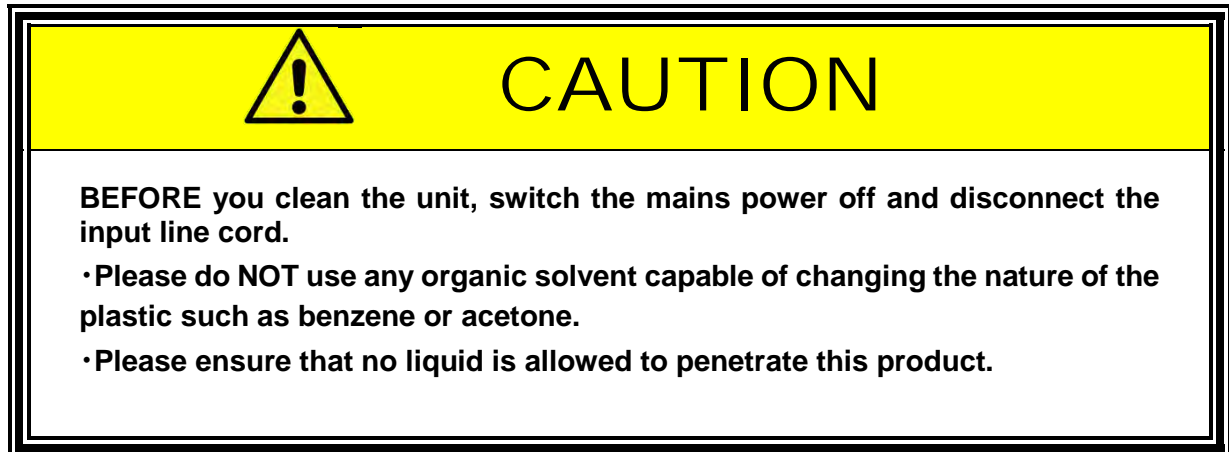 CAUTION
BEFORE you clean the unit, switch the mains power off and disconnect the
input line cord.
･Please do NOT use any organic solvent capable of changing the nature of the
plastic such as benzene or acetone.
･Please ensure that no liquid is allowed to penetrate this product.